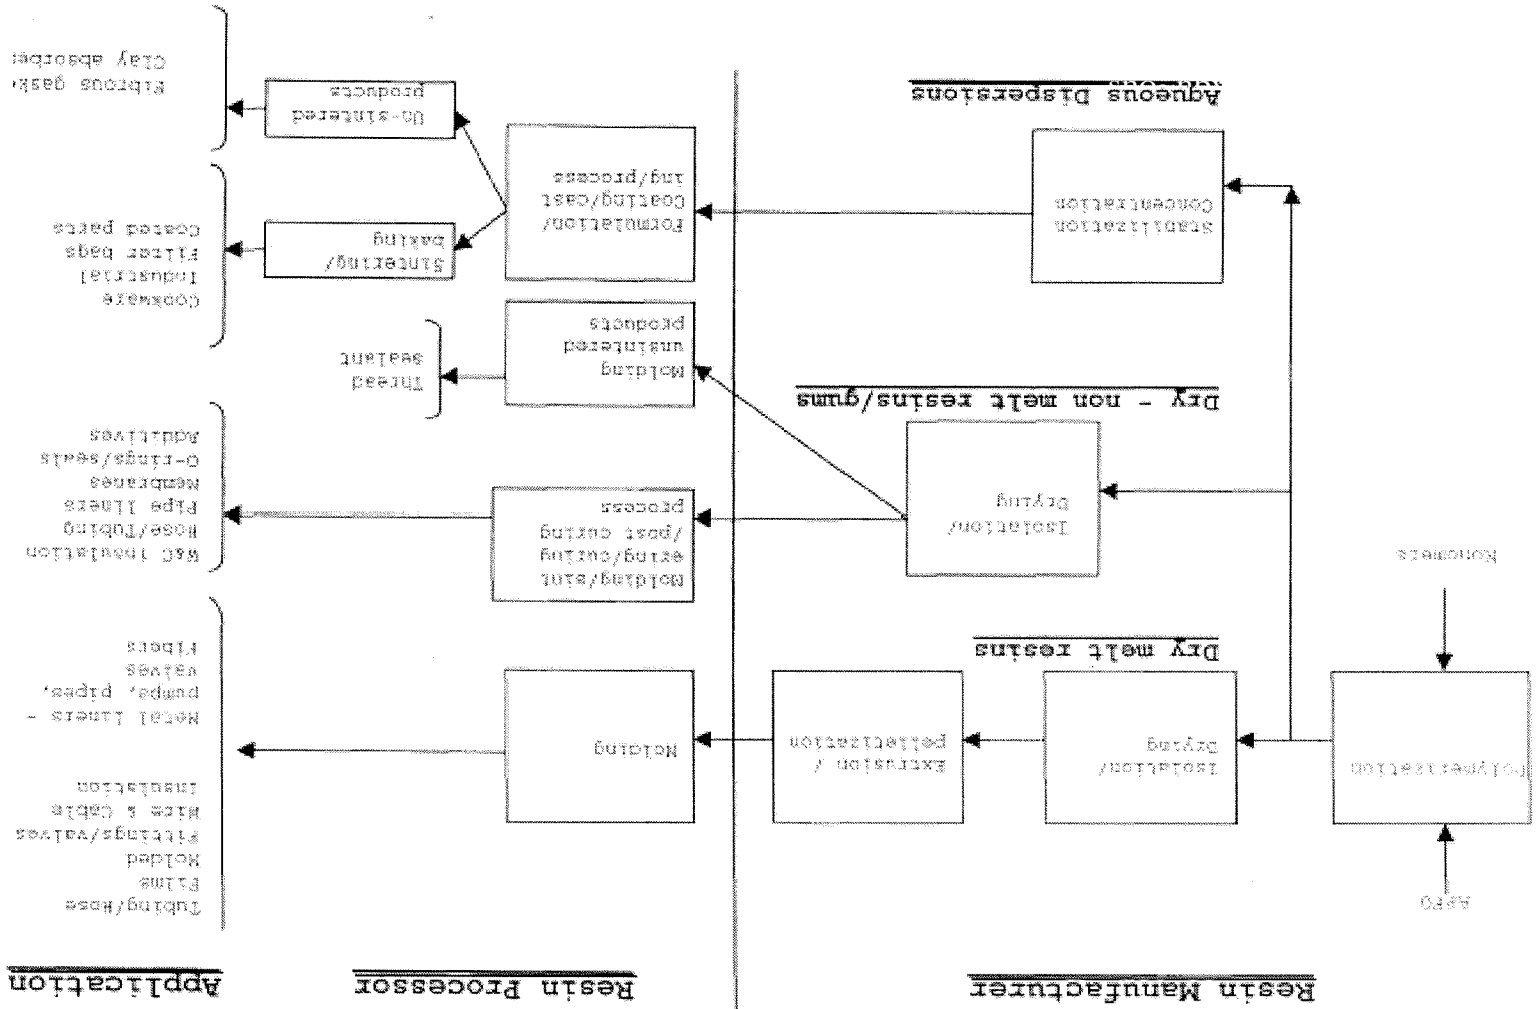 Resin Manufacturer
Resin Processor
Application
APFO
Polymerization
Monomers
Isolation/
Drying
Extrusion /
pelletization
Dry melt resins
Molding
Tubing/Hose
Films
Molded
Fittings/valves
Wire & Cable
Insulation
Metal liners -
pumps, pipes,
valves
Fibers
Isolation/
Drying
Dry - non melt resins/gums
Molding/sint
ering/curing
/post curing
process
W&C insulation
Hose/Tubing
Pipe liners
Membranes
O-rings/seals
Additives
Molding
unsintered
products
Thread
sealant
Stabilization
Concentration
Aqueous Dispersions
Formulation/
Coating/cast
ing/process
Sintering/
baking
Cookware
Industrial
Filter bags
Coated parts
Un-sintered
products
Fibrous
Clay